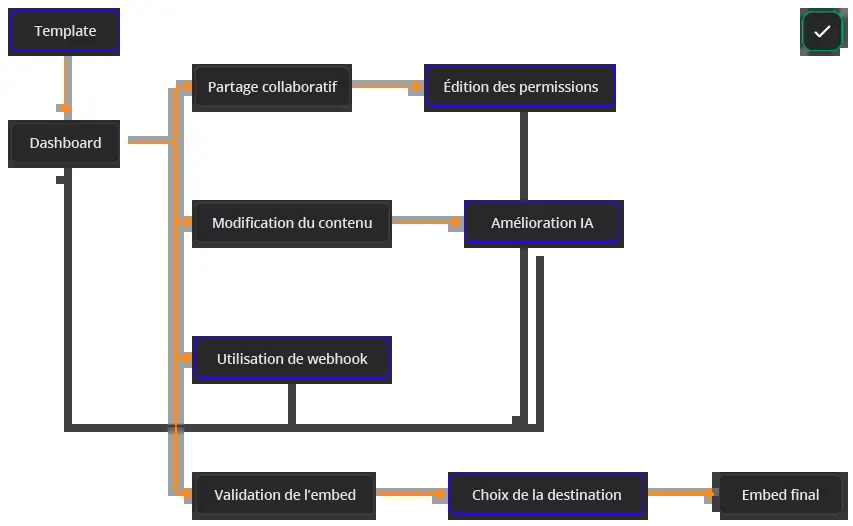 Template
Partage collaboratif
Édition des permissions
Dashboard
Modification du contenu
Amélioration IA
Utilisation de webhook
Validation de l’embed
Choix de la destination
Embed final